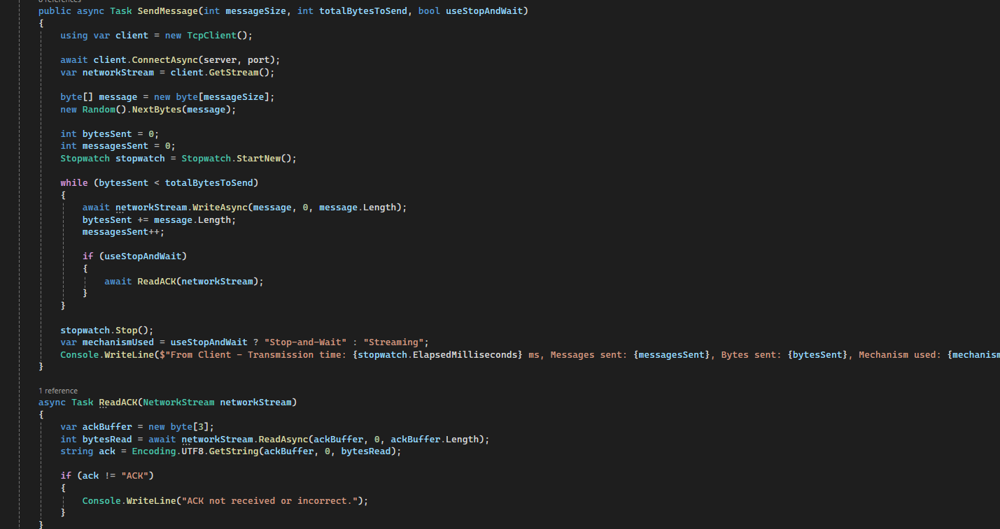 0 references
public async Task SendMessage(int messageSize, int totalBytesToSend, bool useStopAndWait)
{
using var client = new TcpClient();
await client.ConnectAsync(server, port);
var networkStream = client.GetStream();
byte[] message = new byte[messageSize];
new Random().NextBytes(message);
int bytesSent = 0;
int messagesSent = 0;
Stopwatch stopwatch = Stopwatch.StartNew();
while (bytesSent < totalBytesToSend)
{
await networkStream.WriteAsync(message, 0, message.Length);
bytesSent += message.Length;
messagesSent++;
if (useStopAndWait)
{
await ReadACK(networkStream);
}
}
stopwatch.Stop();
var mechanismUsed = useStopAndWait ? "Stop-and-Wait" : "Streaming";
Console.WriteLine($"From Client - Transmission time: {stopwatch.ElapsedMilliseconds} ms, Messages sent: {messagesSent}, Bytes sent: {bytesSent}, Mechanism used: {mechanism
}
1 reference
async Task ReadACK(NetworkStream networkStream)
{
var ackBuffer = new byte[3];
int bytesRead = await networkStream.ReadAsync(ackBuffer, 0, ackBuffer.Length);
string ack = Encoding.UTF8.GetString(ackBuffer, 0, bytesRead);
if (ack != "ACK")
{
Console.WriteLine("ACK not received or incorrect.");
}
}